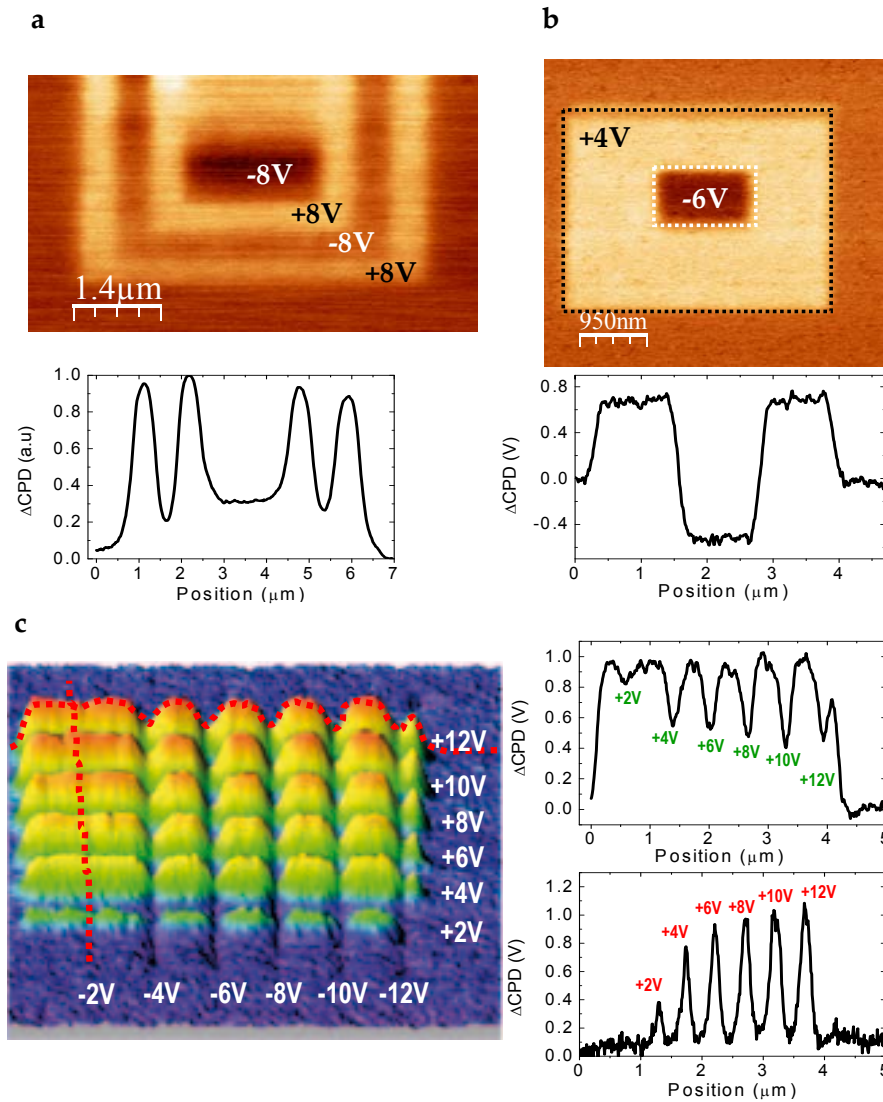 a
-8V
+8V
-8V
+8V
1.4µm
1.0
0.8
0.6
0.4
0.2
0.0
ΔCPD (a.u)
0 1 2 3 4 5 6 7
Position (µm)
b
+4V
-6V
950nm
0.8
0.4
0.0
-0.4
ΔCPD (V)
0 1 2 3 4
Position (µm)
c
+12V
+10V
+8V
+6V
+4V
+2V
-2V -4V -6V -8V -10V -12V
1.0
0.8
0.6
0.4
0.2
0.0
ΔCPD (V)
+2V
+4V
+6V
+8V
+10V
+12V
0 1 2 3 4 5
Position (µm)
1.2
1.0
0.8
0.6
0.4
0.2
0.0
ΔCPD (V)
+2V
+4V
+6V
+8V
+10V
+12V
0 1 2 3 4 5
Position (µm)